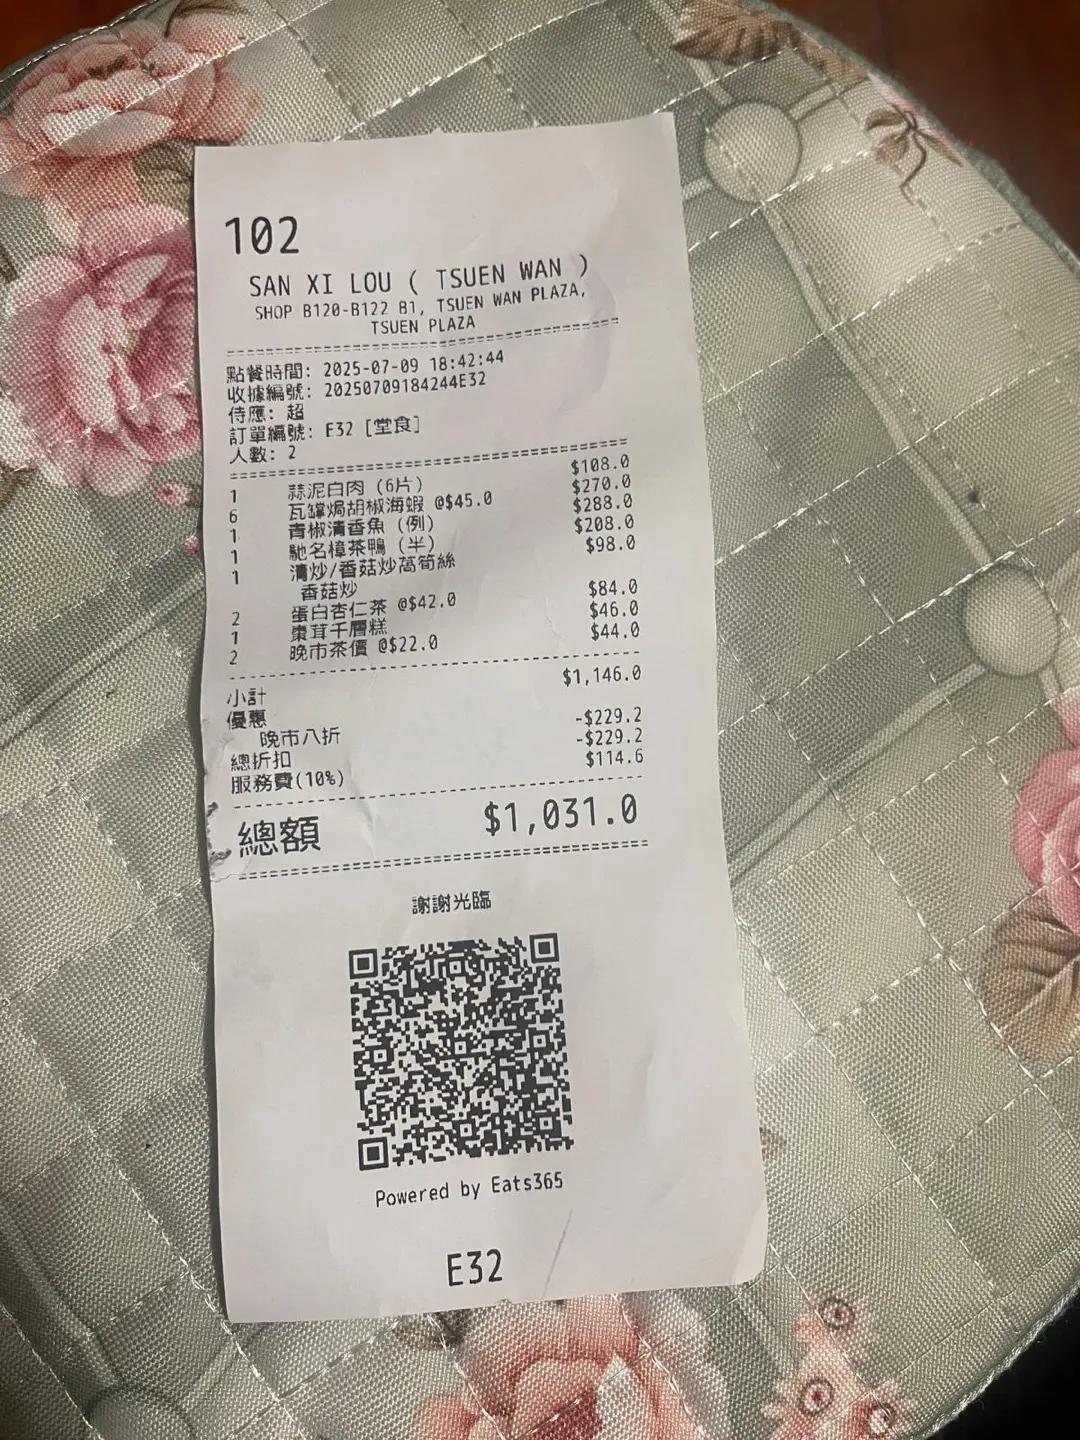 102
SAN XI LOU ( TSUEN WAN )
SHOP B120-B122 B1, TSUEN WAN PLAZA,
TSUEN PLAZA
點餐時間: 2025-07-09 18:42:44
收據編號: 20250709184244E32
侍應: 超
訂單編號: E32 [堂食]
人數: 2
1 蒜泥白肉 (6片) $108.0
6 瓦罉焗胡椒海蝦 @$45.0 $270.0
1 青椒清香魚 (例) $288.0
1 馳名樟茶鴨 (半) $208.0
1 清炒/香菇炒萵筍絲 $98.0
香菇炒
2 蛋白杏仁茶 @$42.0 $84.0
1 棗茸千層糕 $46.0
2 晚市茶價 @$22.0 $44.0
小計 $1,146.0
優惠
晚市八折 -$229.2
總折扣 -$229.2
服務費(10%) $114.6
總額 $1,031.0
謝謝光臨
Powered by Eats365
E32